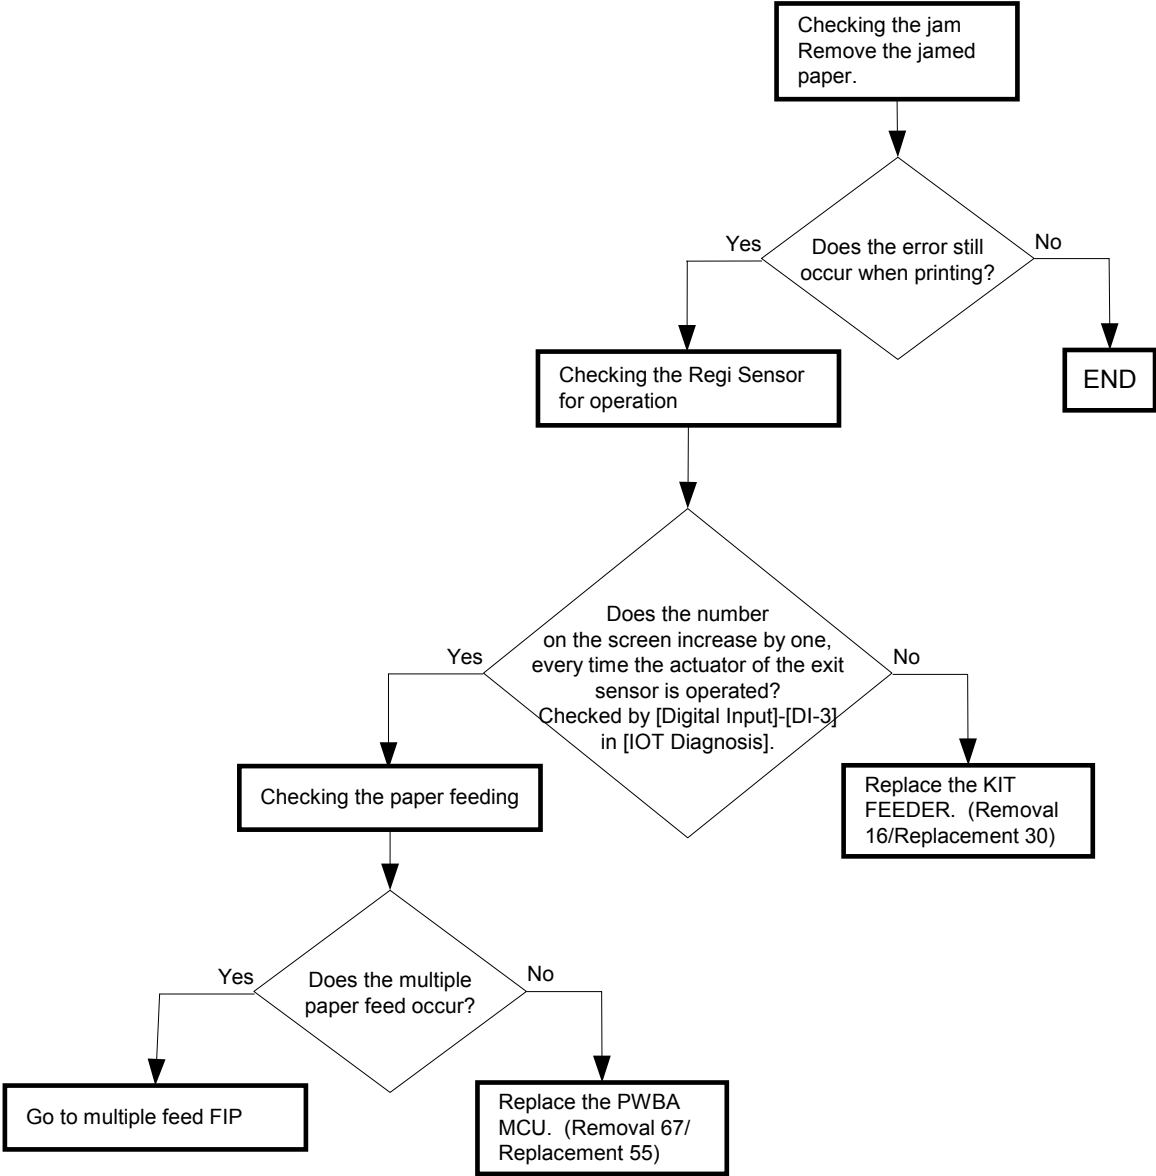 Checking the jam
Remove the jamed
paper.
Yes
Does the error still
occur when printing?
No
Checking the Regi Sensor
for operation
END
Does the number
on the screen increase by one,
every time the actuator of the exit
sensor is operated?
Checked by [Digital Input]-[DI-3]
in [IOT Diagnosis].
Yes
No
Checking the paper feeding
Replace the KIT
FEEDER.  (Removal
16/Replacement 30)
Yes
Does the multiple
paper feed occur?
No
Go to multiple feed FIP
Replace the PWBA
MCU.  (Removal 67/
Replacement 55)